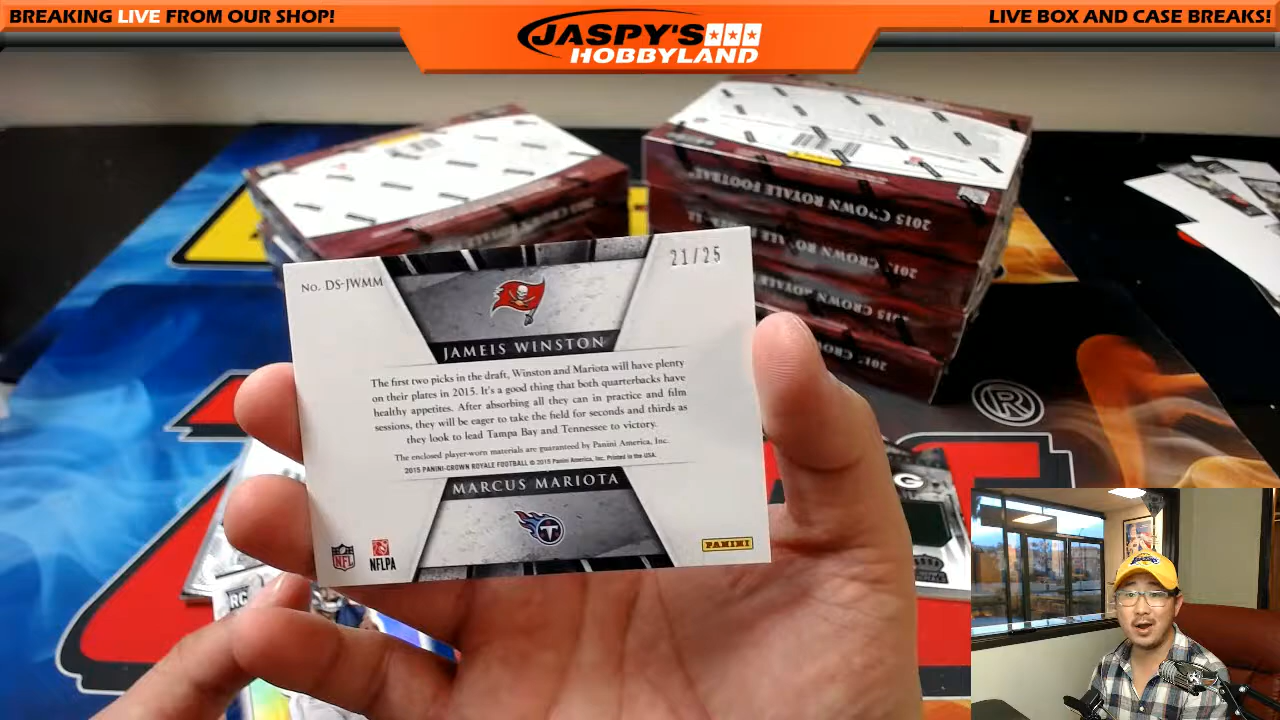 BREAKING LIVE FROM OUR SHOP!
JASPY'S
HOBBYLAND
LIVE BOX AND CASE BREAKS!
2015 CROWN ROYALE FOOTBALL
No. DS-JWMM
21/25
JAMEIS WINSTON
The first two picks in the draft, Winston and Mariota will have plenty
on their plates in 2015. It's a good thing that both quarterbacks have
healthy appetites. After absorbing all they can in practice and film
sessions, they will be eager to take the field for seconds and thirds as
they look to lead Tampa Bay and Tennessee to victory.
The enclosed player-worn materials are guaranteed by Panini America, Inc.
2015 PANINI-CROWN ROYALE FOOTBALL © 2015 Panini America, Inc. Printed in the USA.
MARCUS MARIOTA
T
NFL
NFLPA
PANINI
RC
G
®